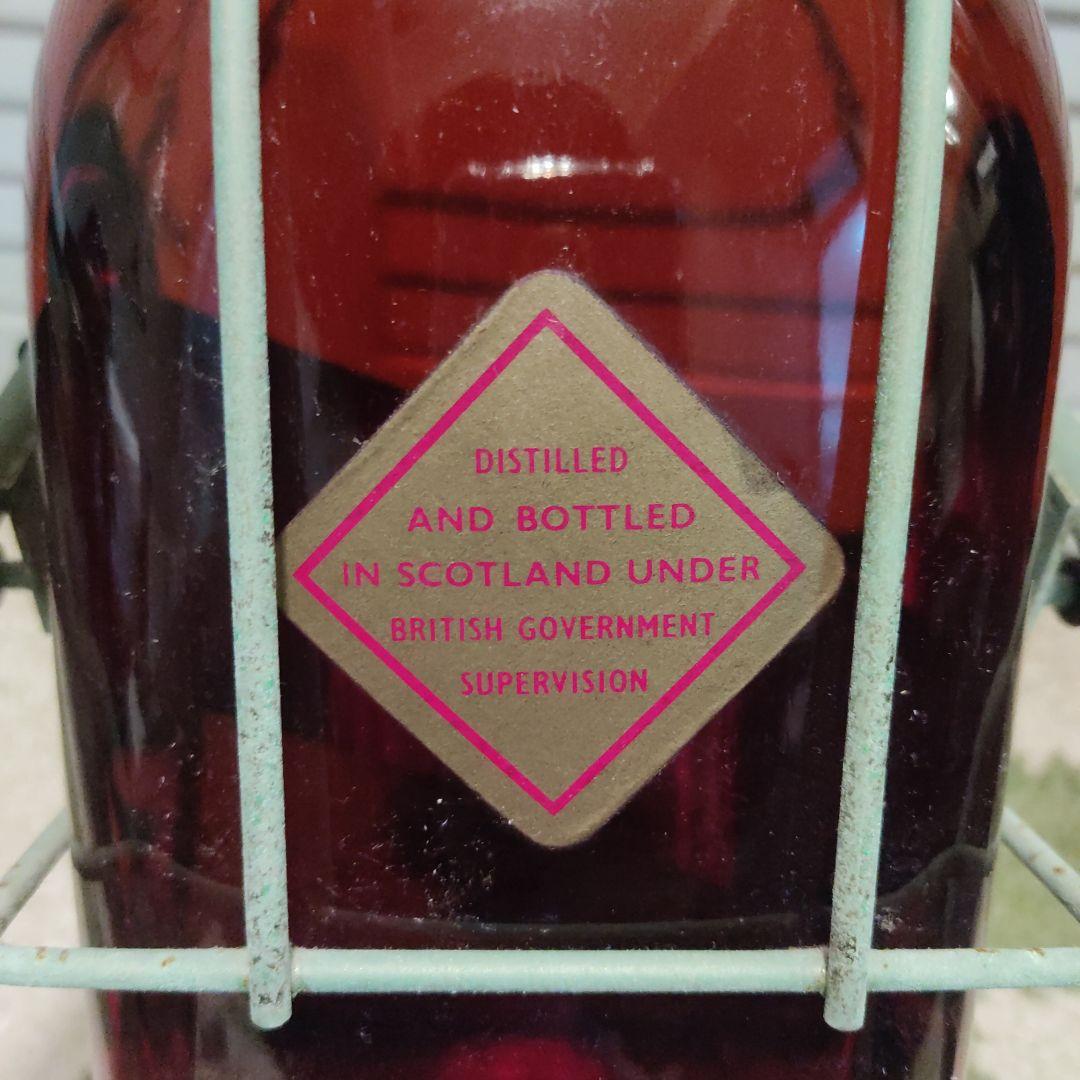 DISTILLED
AND BOTTLED
IN SCOTLAND UNDER
BRITISH GOVERNMENT
SUPERVISION